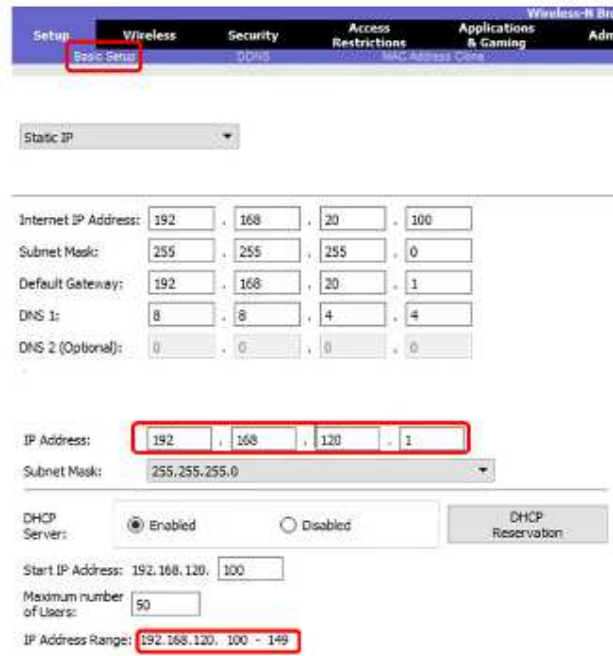 Wireless-N Br
Setup Wireless Security Access Restrictions Applications & Gaming Adm
Basic Setup DDNS MAC Address Clone
Static IP
Internet IP Address: 192 . 168 . 20 . 100
Subnet Mask: 255 . 255 . 255 . 0
Default Gateway: 192 . 168 . 20 . 1
DNS 1: 8 . 8 . 4 . 4
DNS 2 (Optional): 0 . 0 . 0 . 0
IP Address: 192 . 168 . 120 . 1
Subnet Mask: 255.255.255.0
DHCP Server: Enabled Disabled DHCP Reservation
Start IP Address: 192.168.120. 100
Maximum number of Users: 50
IP Address Range: 192.168.120. 100 - 149